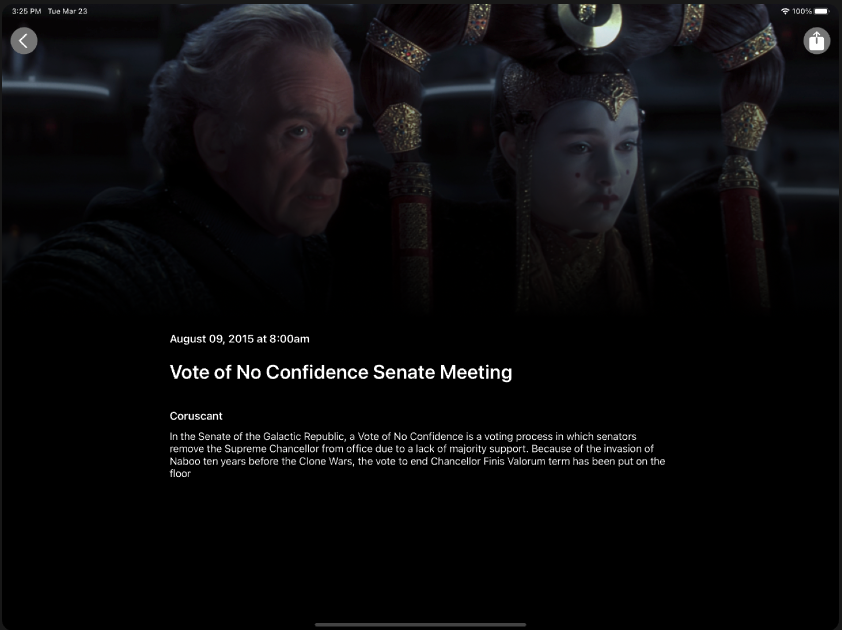 3:25 PM Tue Mar 23 100%
August 09, 2015 at 8:00am
Vote of No Confidence Senate Meeting
Coruscant
In the Senate of the Galactic Republic, a Vote of No Confidence is a voting process in which senators
remove the Supreme Chancellor from office due to a lack of majority support. Because of the invasion of
Naboo ten years before the Clone Wars, the vote to end Chancellor Finis Valorum term has been put on the
floor